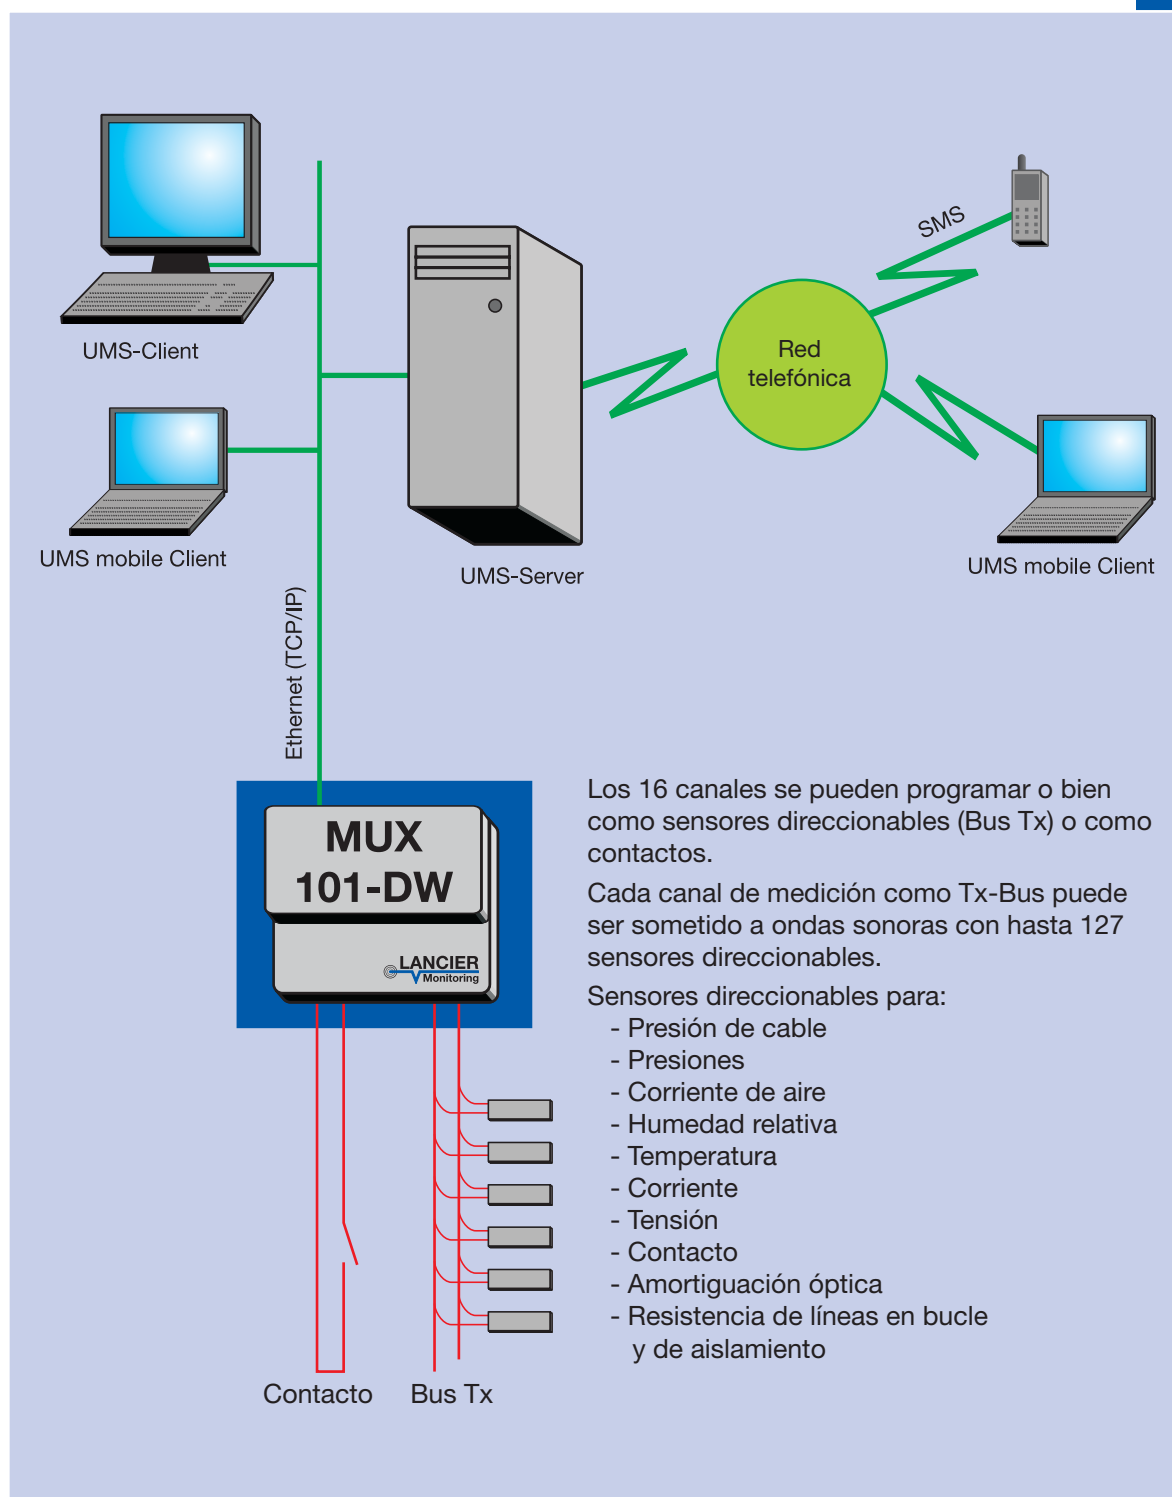 UMS-Client
UMS mobile Client
UMS-Server
SMS
Red
telefónica
UMS mobile Client
Ethernet (TCP/IP)
MUX
101-DW
LANCIER
Monitoring
Los 16 canales se pueden programar o bien
como sensores direccionables (Bus Tx) o como
contactos.
Cada canal de medición como Tx-Bus puede
ser sometido a ondas sonoras con hasta 127
sensores direccionables.
Sensores direccionables para:
- Presión de cable
- Presiones
- Corriente de aire
- Humedad relativa
- Temperatura
- Corriente
- Tensión
- Contacto
- Amortiguación óptica
- Resistencia de líneas en bucle
y de aislamiento
Contacto
Bus Tx